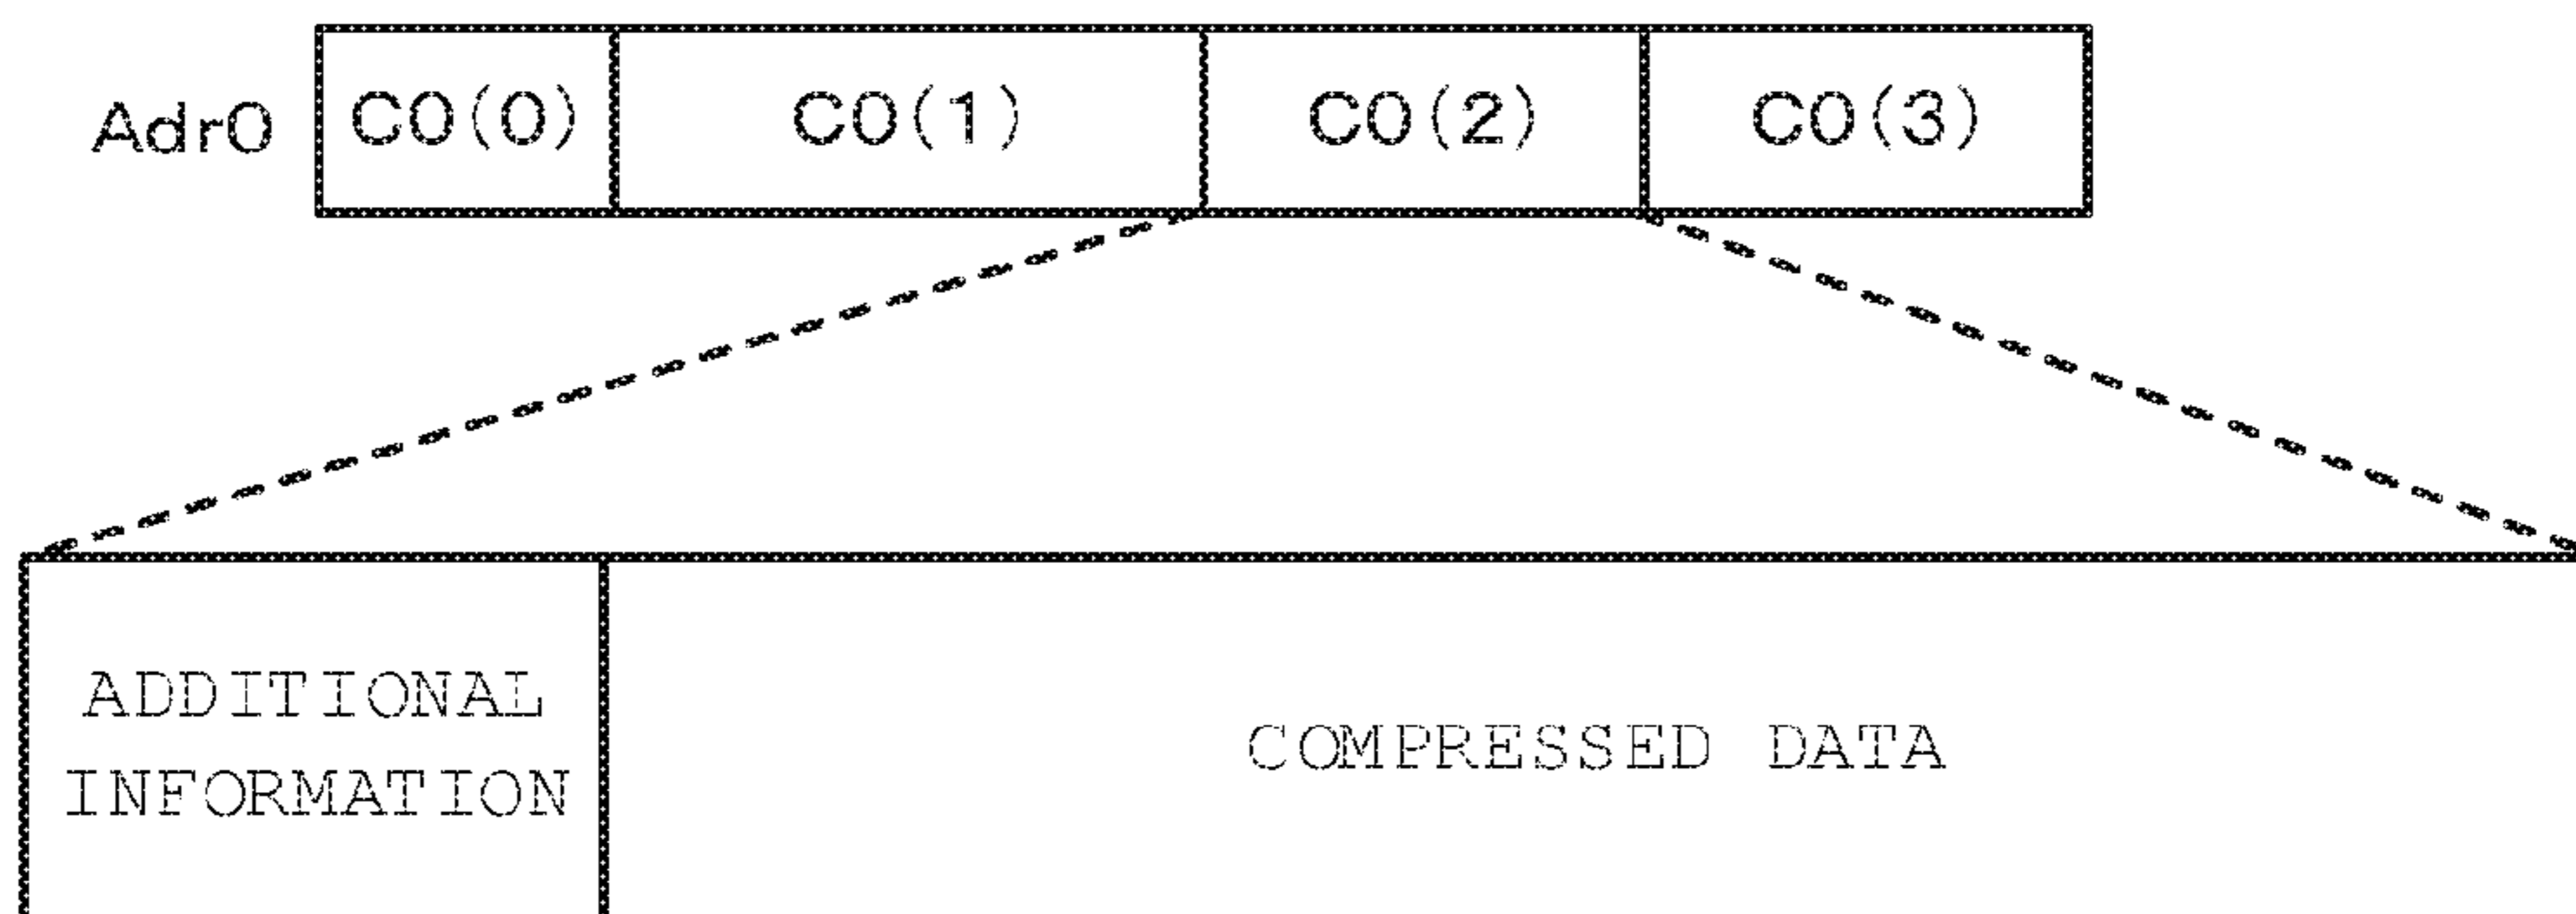 Adr0 C0(0) C0(1) C0(2) C0(3)
ADDITIONAL
INFORMATION
COMPRESSED DATA